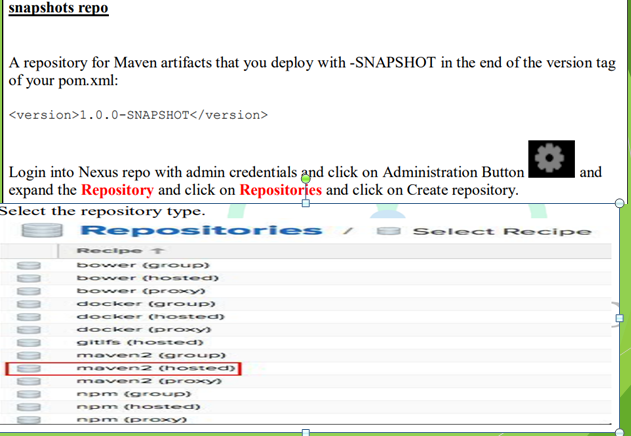 snapshots repo
A repository for Maven artifacts that you deploy with -SNAPSHOT in the end of the version tag
of your pom.xml:
<version>1.0.0-SNAPSHOT</version>
Login into Nexus repo with admin credentials and click on Administration Button and
expand the Repository and click on Repositories and click on Create repository.
Select the repository type.
Repositories / Select Recipe
Recipe ↑
bower (group)
bower (hosted)
bower (proxy)
docker (group)
docker (hosted)
docker (proxy)
gitlfs (hosted)
maven2 (group)
maven2 (hosted)
maven2 (proxy)
npm (group)
npm (hosted)
npm (proxy)